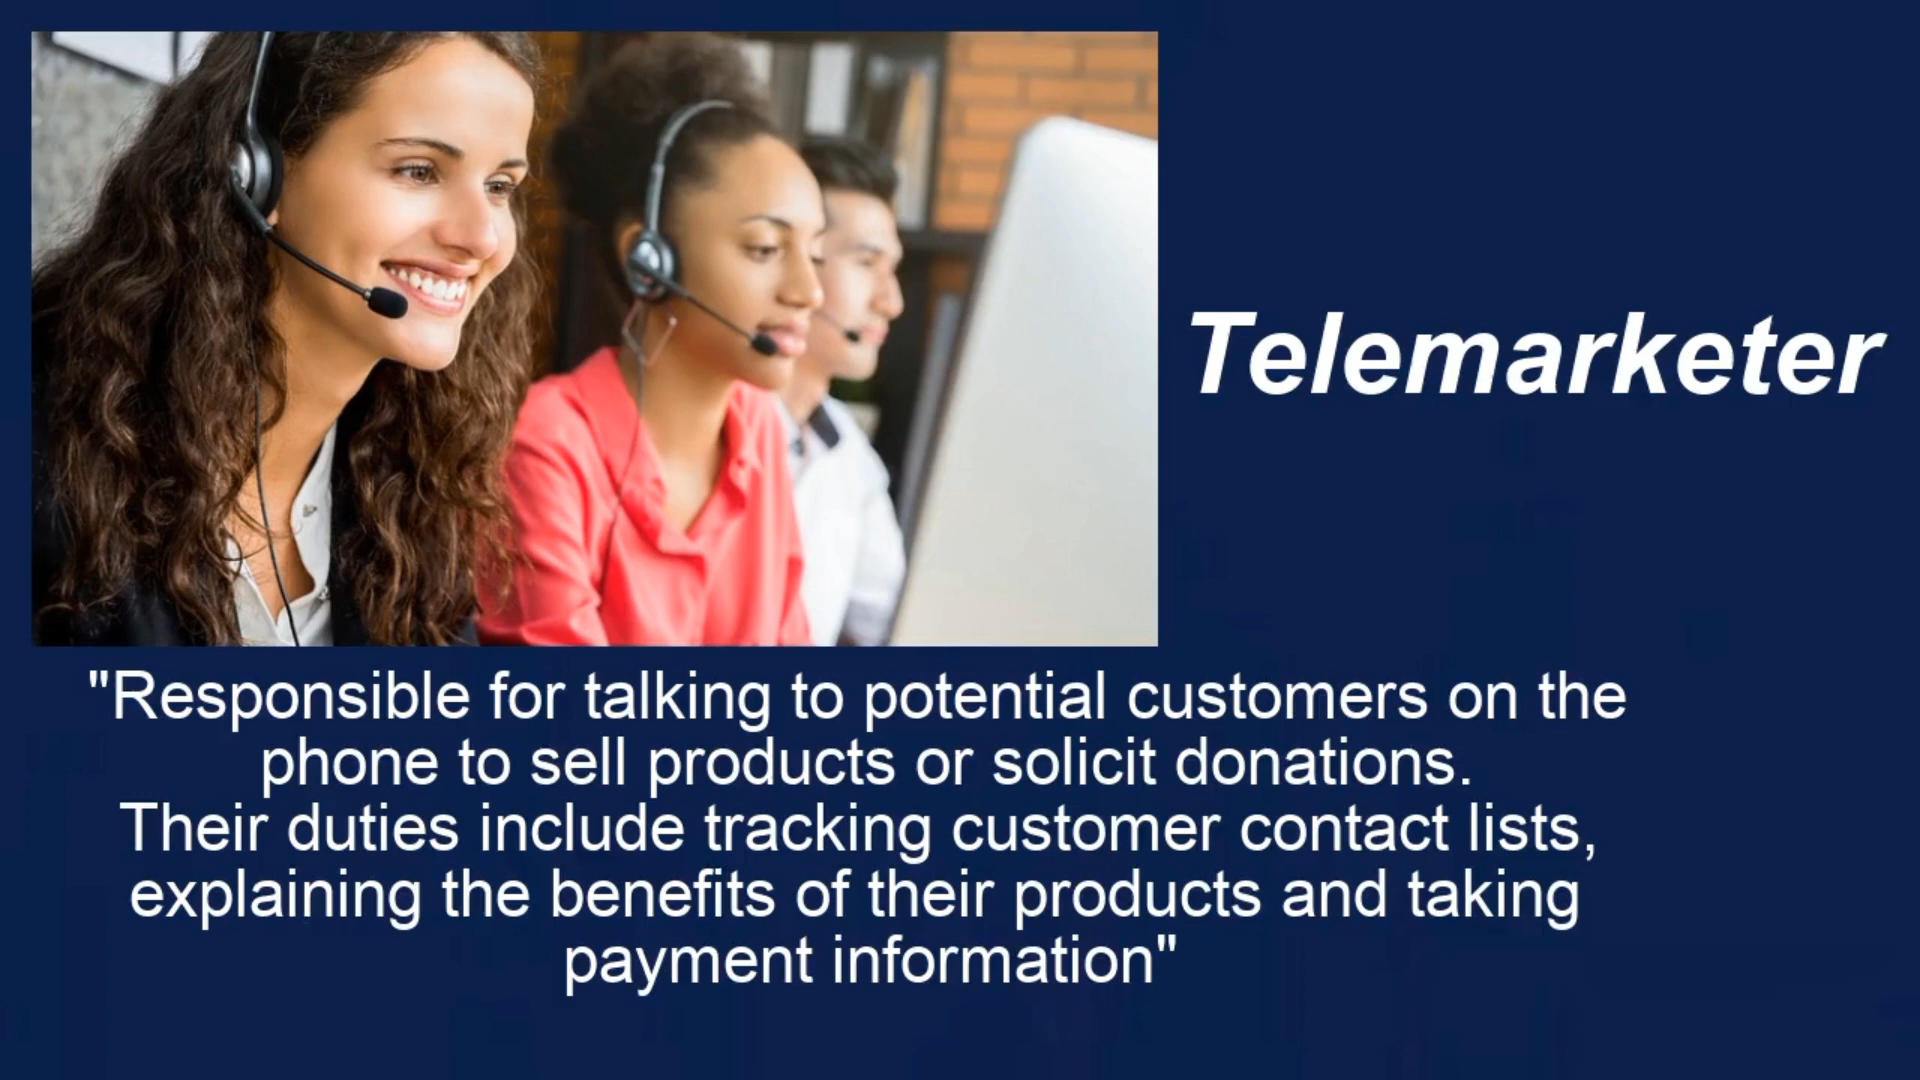 Telemarketer
"Responsible for talking to potential customers on the
phone to sell products or solicit donations.
Their duties include tracking customer contact lists,
explaining the benefits of their products and taking
payment information"